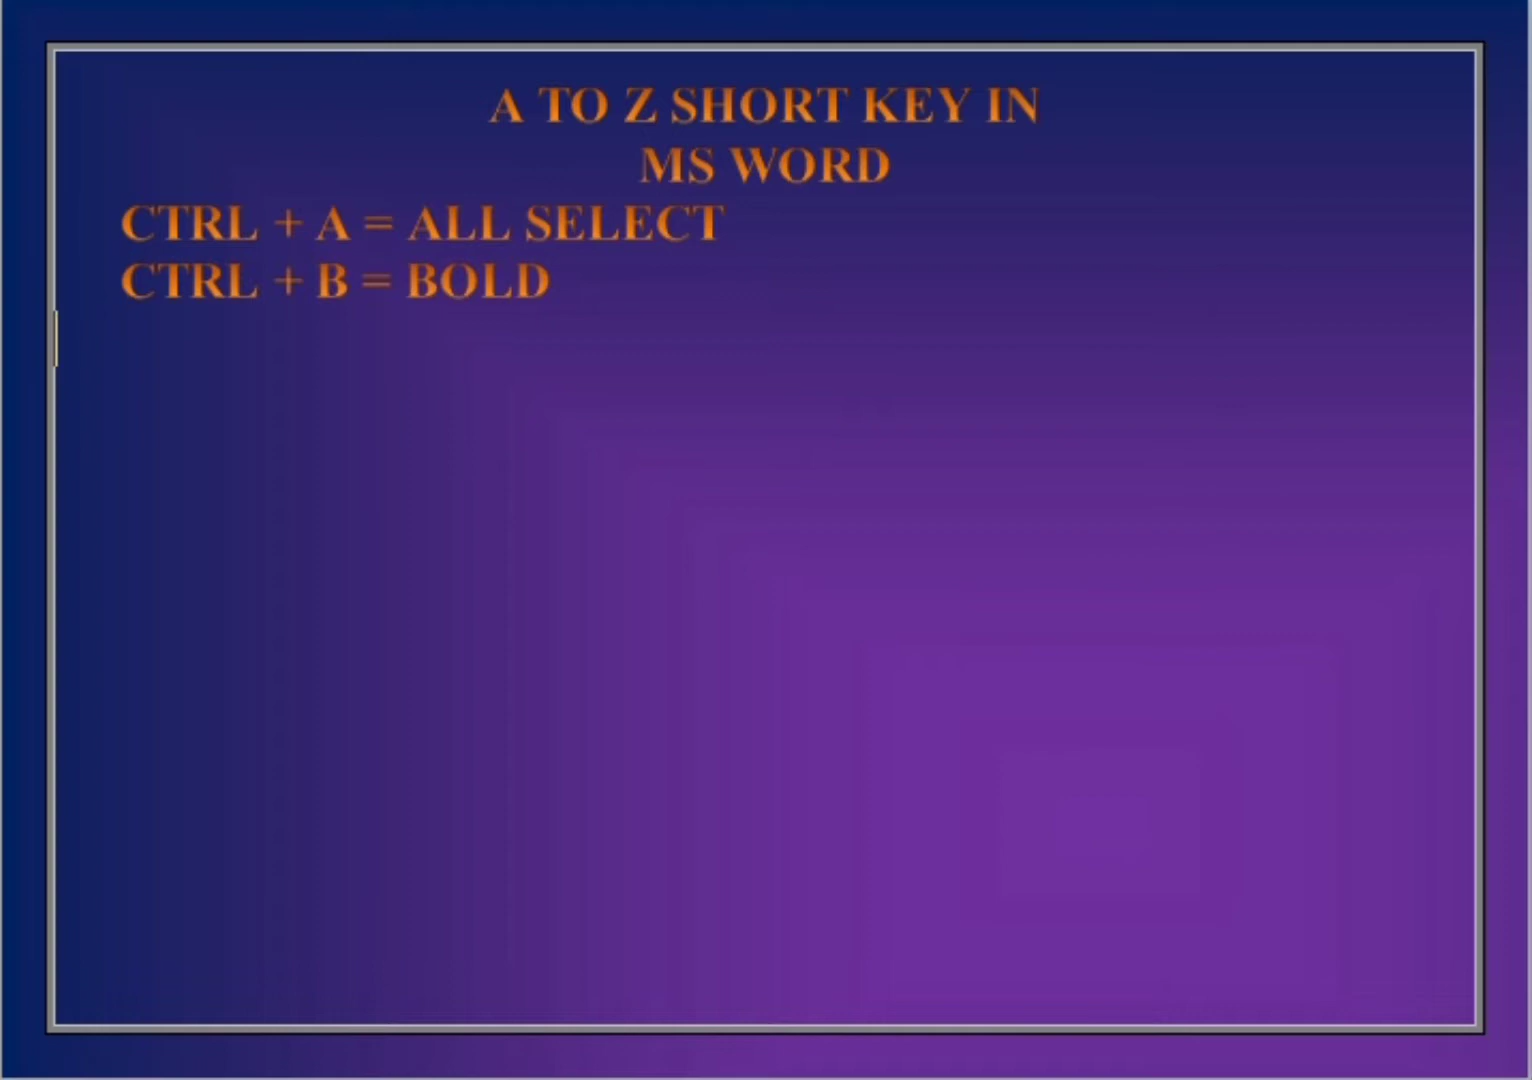 A TO Z SHORT KEY IN
MS WORD
CTRL + A = ALL SELECT
CTRL + B = BOLD